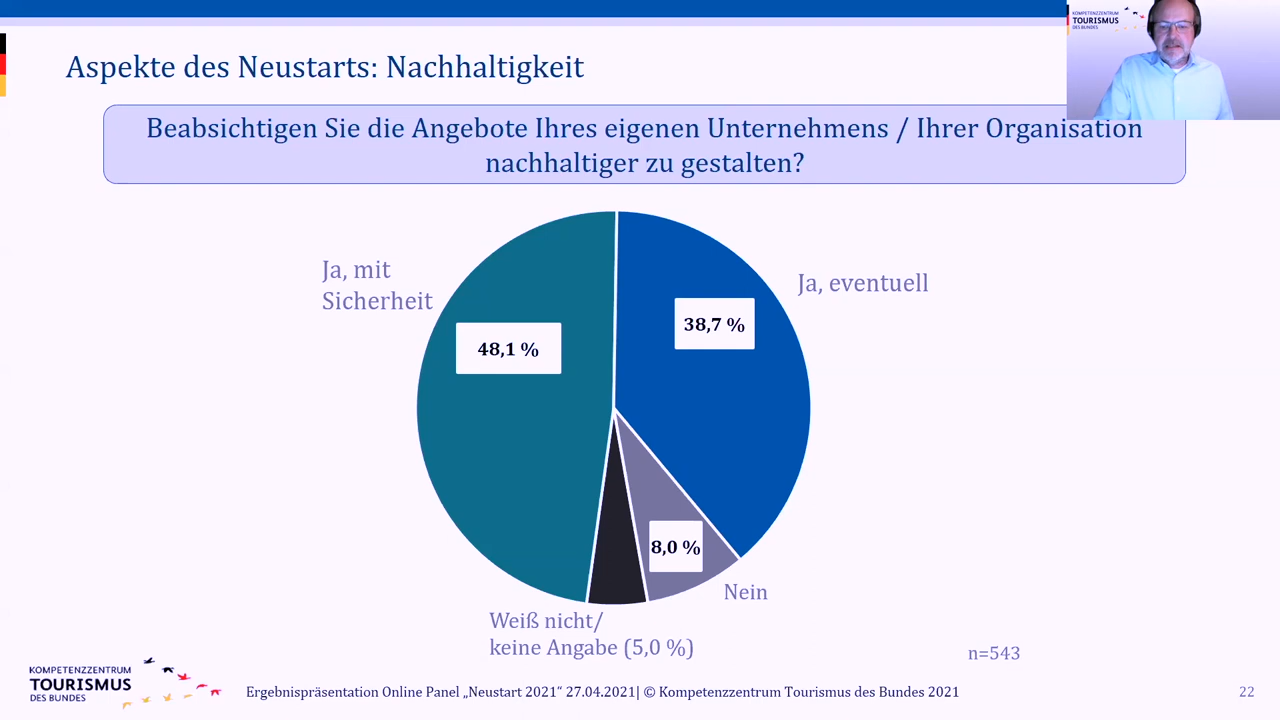 KOMPETENZZENTRUM
TOURISMUS
DES BUNDES
Aspekte des Neustarts: Nachhaltigkeit
Beabsichtigen Sie die Angebote Ihres eigenen Unternehmens / Ihrer Organisation
nachhaltiger zu gestalten?
Ja, mit
Sicherheit
48,1 %
Ja, eventuell
38,7 %
8,0 %
Nein
Weiß nicht/
keine Angabe (5,0 %)
n=543
KOMPETENZZENTRUM
TOURISMUS
DES BUNDES
Ergebnispräsentation Online Panel „Neustart 2021“ 27.04.2021| © Kompetenzzentrum Tourismus des Bundes 2021
22